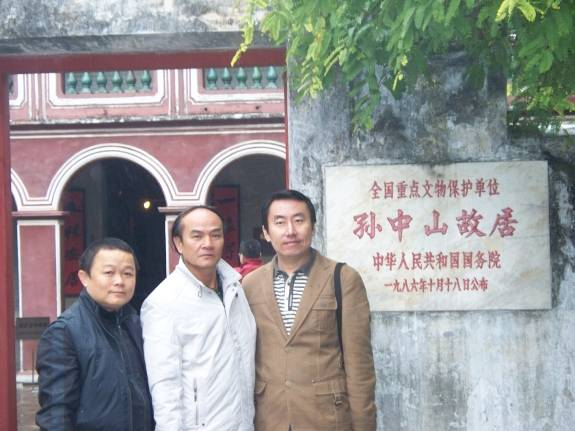 全国重点文物保护单位
孙中山故居
中华人民共和国国务院
一九八六年十月十八日公布